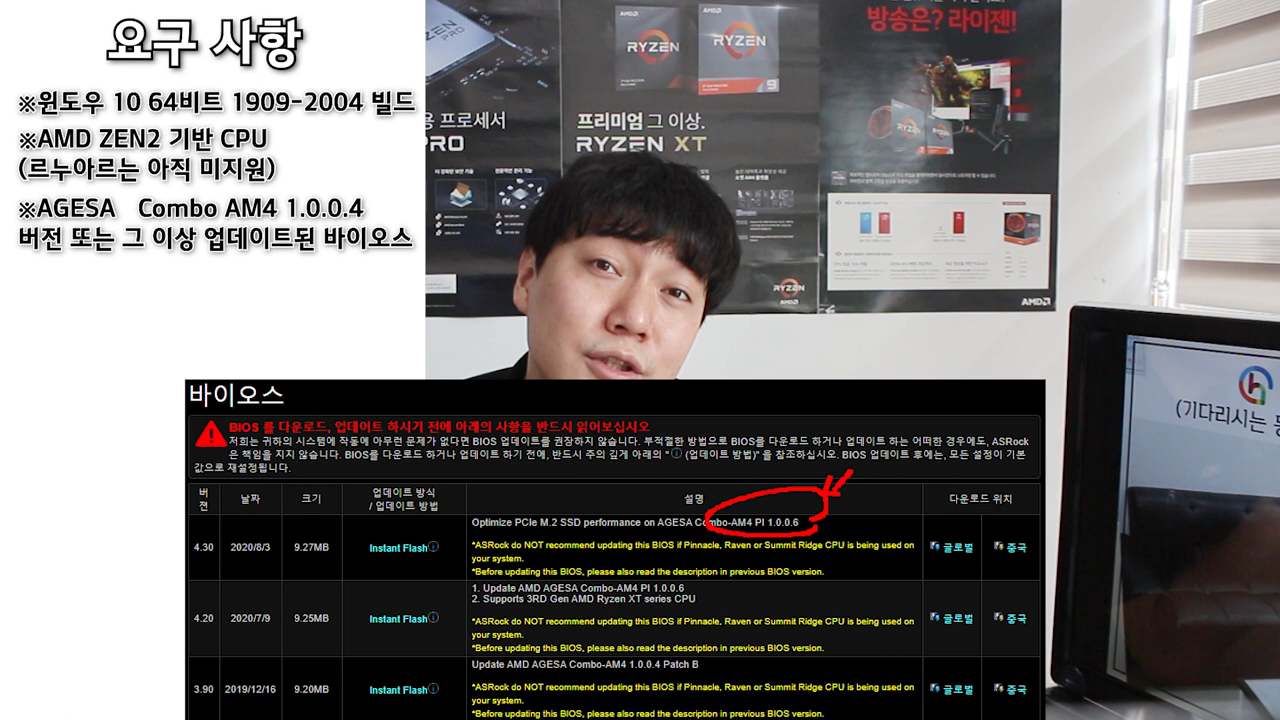 요구 사항
※윈도우 10 64비트 1909-2004 빌드
※AMD ZEN2 기반 CPU
(르누아르는 아직 미지원)
※AGESA Combo AM4 1.0.0.4
버전 또는 그 이상 업데이트된 바이오스
PRO
용 프로세서
PRO
AMD
RYZEN
AMD
RYZEN
9
프리미엄 그 이상.
RYZEN XT
RYZEN
방송은? 라이젠!
RYZEN
AMD
(기다리시는 동
바이오스
BIOS 를 다운로드, 업데이트 하시기 전에 아래의 사항을 반드시 읽어보십시오
저희는 귀하의 시스템에 작동에 아무런 문제가 없다면 BIOS 업데이트를 권장하지 않습니다. 부적절한 방법으로 BIOS를 다운로드 하거나 업데이트 하는 어떠한 경우에도, ASRock
은 책임을 지지 않습니다. BIOS를 다운로드 하거나 업데이트 하기 전에, 반드시 주의 깊게 아래의 "ⓘ (업데이트 방법)" 을 참조하십시오. BIOS 업데이트 후에는, 모든 설정이 기본
값으로 재설정됩니다.
버전 날짜 크기 업데이트 방식 / 업데이트 방법 설명 다운로드 위치
Optimize PCIe M.2 SSD performance on AGESA Combo-AM4 PI 1.0.0.6
4.30 2020/8/3 9.27MB Instant Flashⓘ *ASRock do NOT recommend updating this BIOS if Pinnacle, Raven or Summit Ridge CPU is being used on 글로벌 중국
your system.
*Before updating this BIOS, please also read the description in previous BIOS version.
1. Update AMD AGESA Combo-AM4 PI 1.0.0.6
2. Supports 3RD Gen AMD Ryzen XT series CPU
4.20 2020/7/9 9.25MB Instant Flashⓘ *ASRock do NOT recommend updating this BIOS if Pinnacle, Raven or Summit Ridge CPU is being used on 글로벌 중국
your system.
*Before updating this BIOS, please also read the description in previous BIOS version.
Update AMD AGESA Combo-AM4 1.0.0.4 Patch B
3.90 2019/12/16 9.20MB Instant Flashⓘ *ASRock do NOT recommend updating this BIOS if Pinnacle, Raven or Summit Ridge CPU is being used on 글로벌 중국
your system.
*Before updating this BIOS, please also read the description in previous BIOS version.